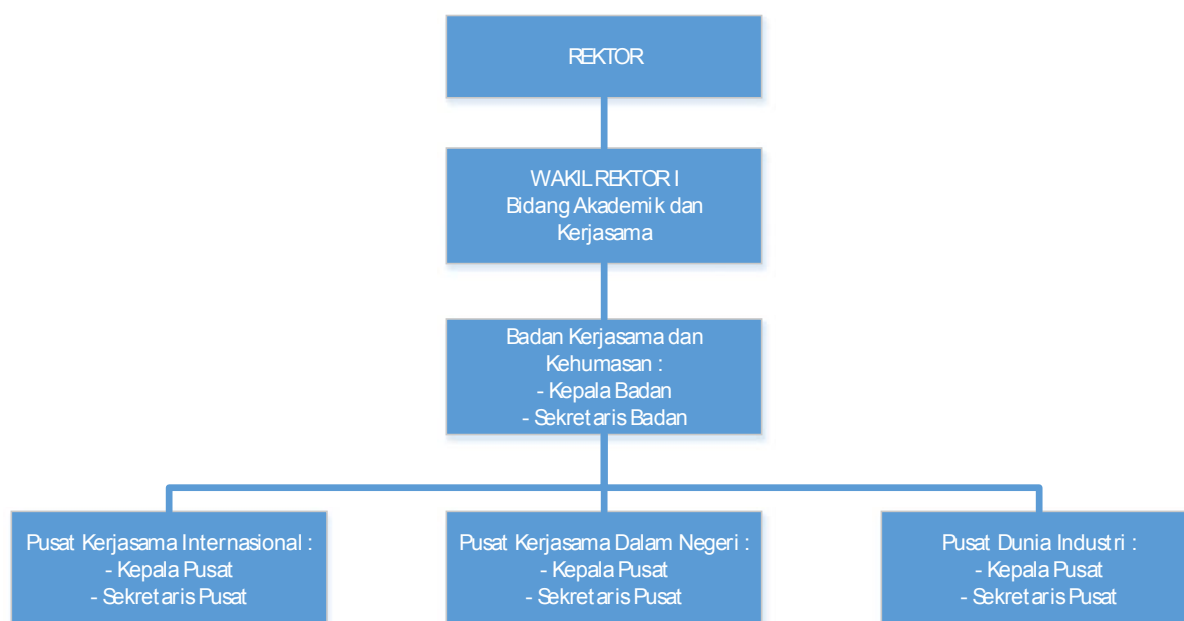 REKTOR
WAKIL REKTOR I
Bidang Akademik dan
Kerjasama
Badan Kerjasama dan
Kehumasan :
- Kepala Badan
- Sekretaris Badan
Pusat Kerjasama Internasional :
- Kepala Pusat
- Sekretaris Pusat
Pusat Kerjasama Dalam Negeri :
- Kepala Pusat
- Sekretaris Pusat
Pusat Dunia Industri :
- Kepala Pusat
- Sekretaris Pusat